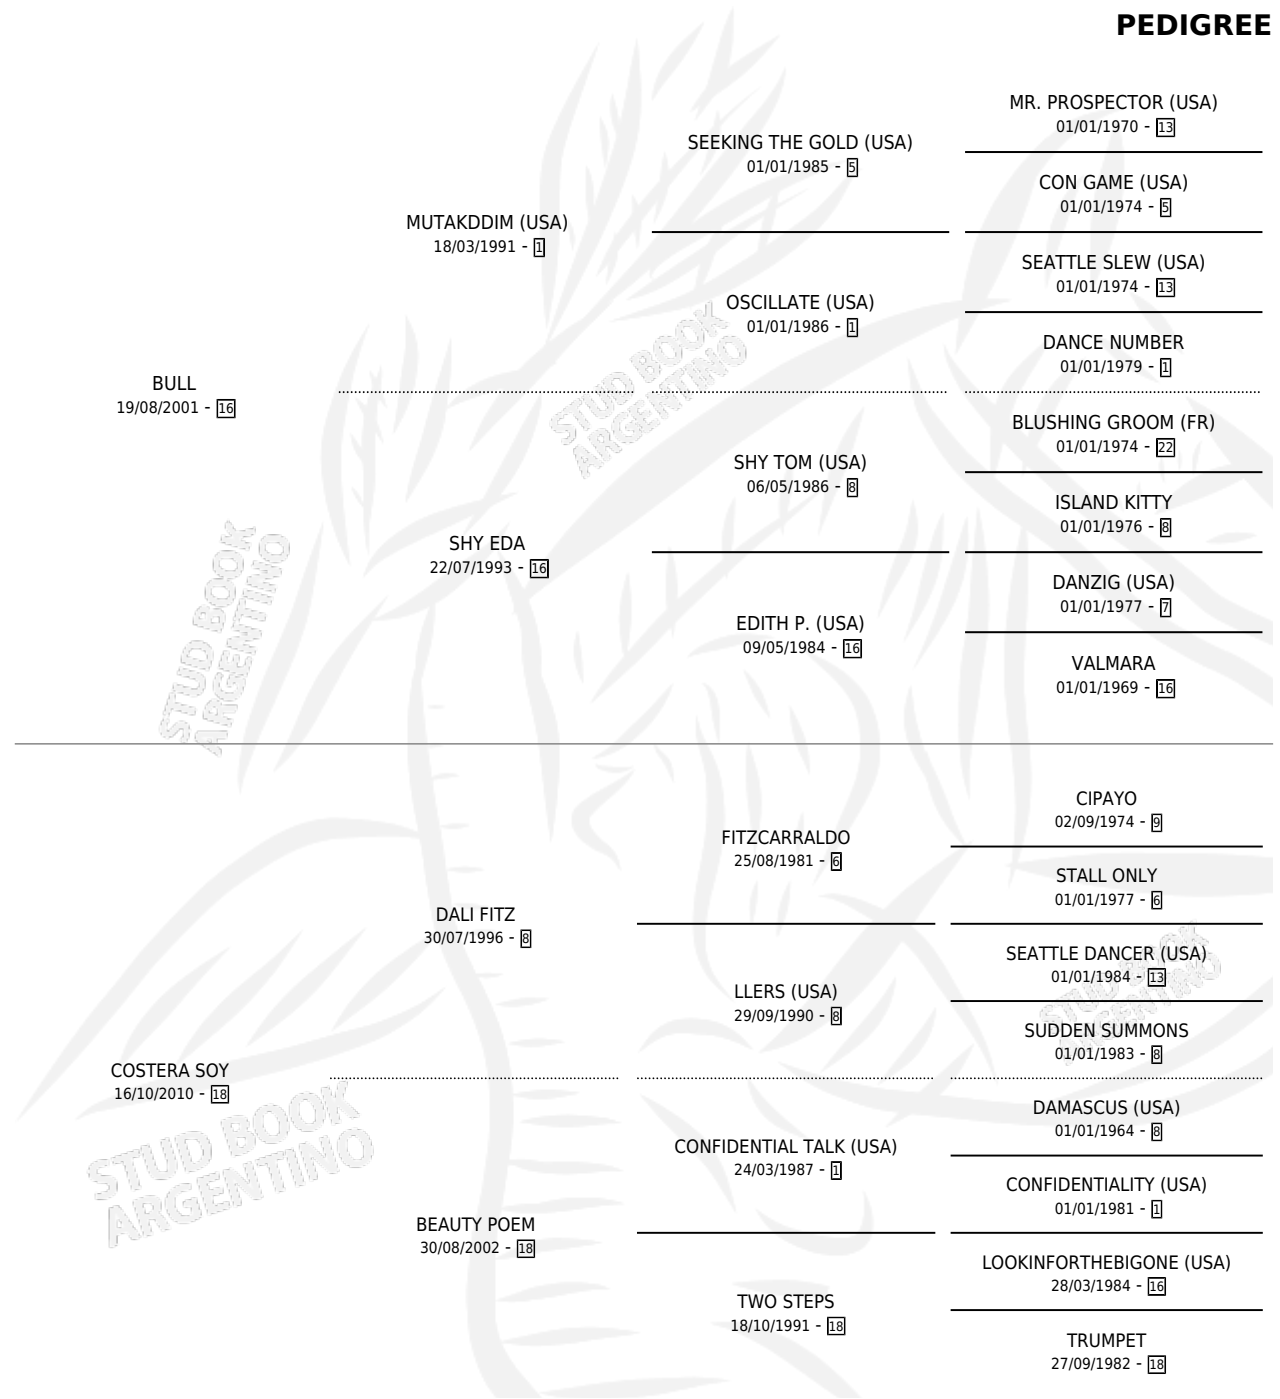 PEDIGREE
MR. PROSPECTOR (USA)
01/01/1970 - 13
SEEKING THE GOLD (USA)
01/01/1985 - 5
CON GAME (USA)
01/01/1974 - 5
MUTAKDDIM (USA)
18/03/1991 - 1
SEATTLE SLEW (USA)
01/01/1974 - 13
OSCILLATE (USA)
01/01/1986 - 1
DANCE NUMBER
01/01/1979 - 1
BULL
19/08/2001 - 16
STUD BOOK
ARGENTINO
BLUSHING GROOM (FR)
01/01/1974 - 22
SHY TOM (USA)
06/05/1986 - 8
ISLAND KITTY
01/01/1976 - 8
SHY EDA
22/07/1993 - 16
DANZIG (USA)
01/01/1977 - 7
EDITH P. (USA)
09/05/1984 - 16
VALMARA
01/01/1969 - 16
STUD BOOK
ARGENTINO
CIPAYO
02/09/1974 - 9
FITZCARRALDO
25/08/1981 - 6
STALL ONLY
01/01/1977 - 6
DALI FITZ
30/07/1996 - 8
SEATTLE DANCER (USA)
01/01/1984 - 13
LLERS (USA)
29/09/1990 - 8
SUDDEN SUMMONS
01/01/1983 - 8
STUD BOOK
ARGENTINO
COSTERA SOY
16/10/2010 - 18
DAMASCUS (USA)
01/01/1964 - 8
CONFIDENTIAL TALK (USA)
24/03/1987 - 1
CONFIDENTIALITY (USA)
01/01/1981 - 1
STUD BOOK
ARGENTINO
BEAUTY POEM
30/08/2002 - 18
LOOKINFORTHEBIGONE (USA)
28/03/1984 - 16
TWO STEPS
18/10/1991 - 18
TRUMPET
27/09/1982 - 18